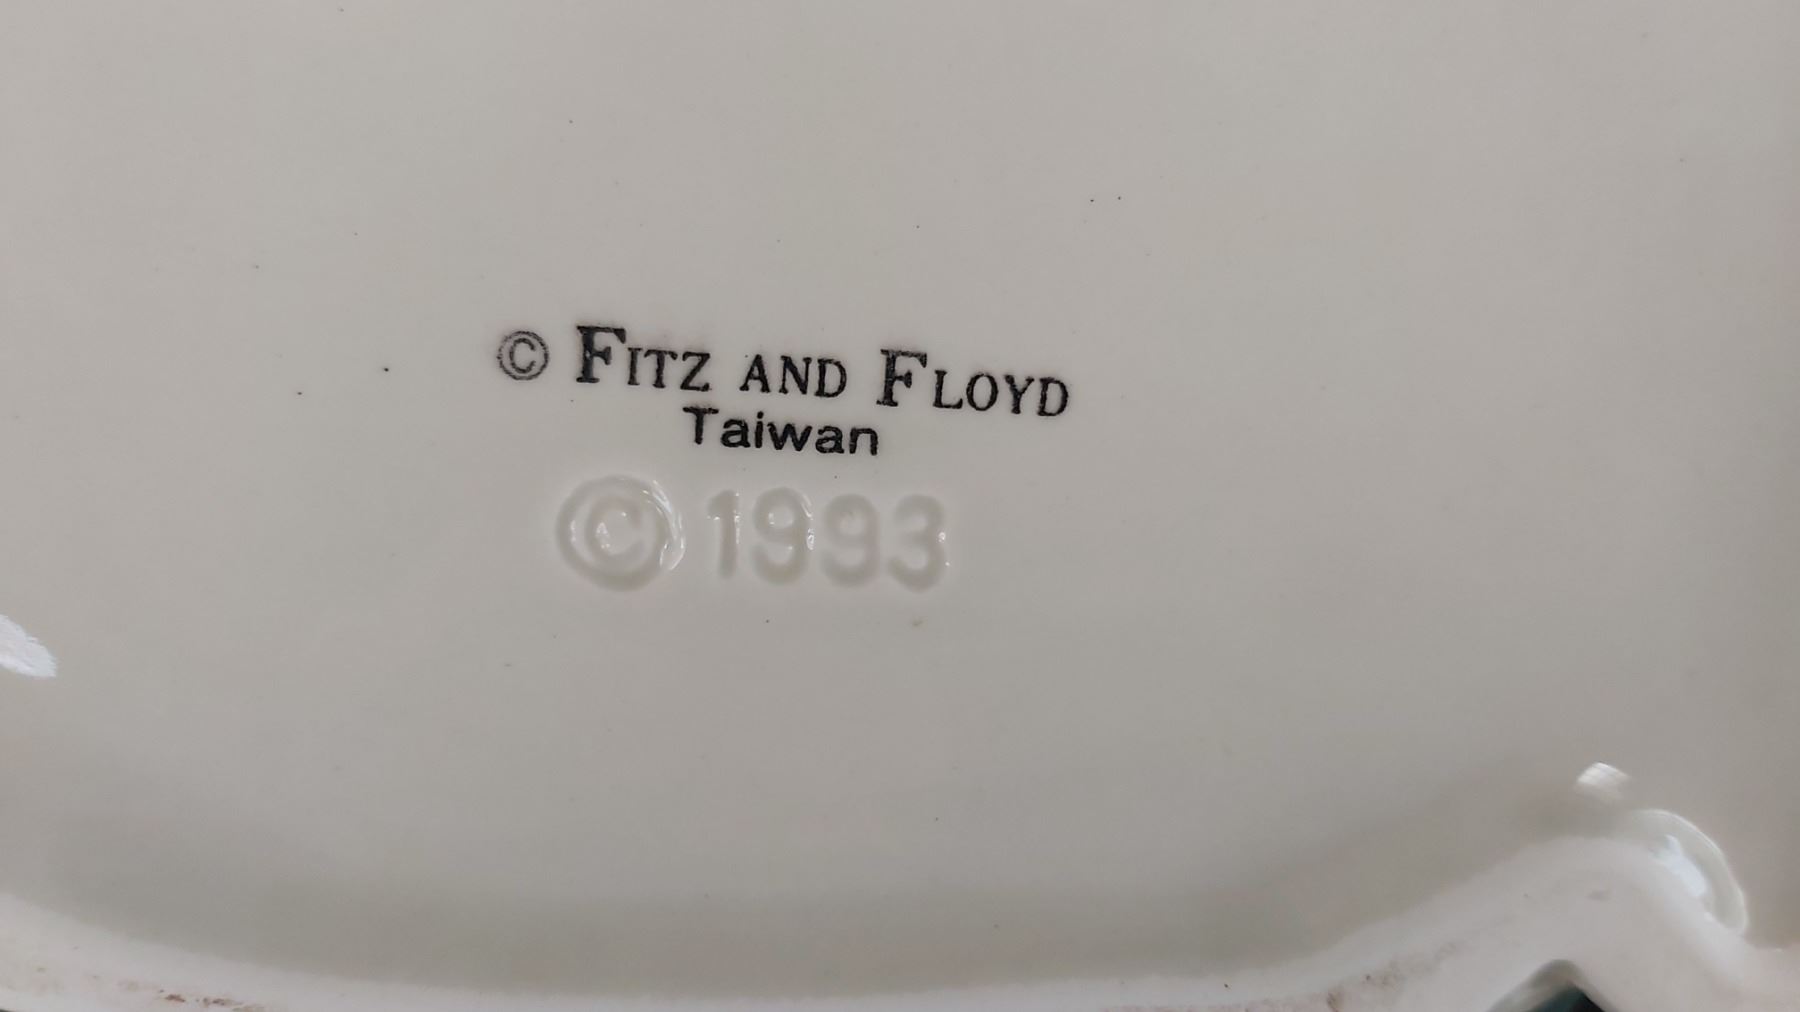 © FITZ AND FLOYD
Taiwan
© 1993